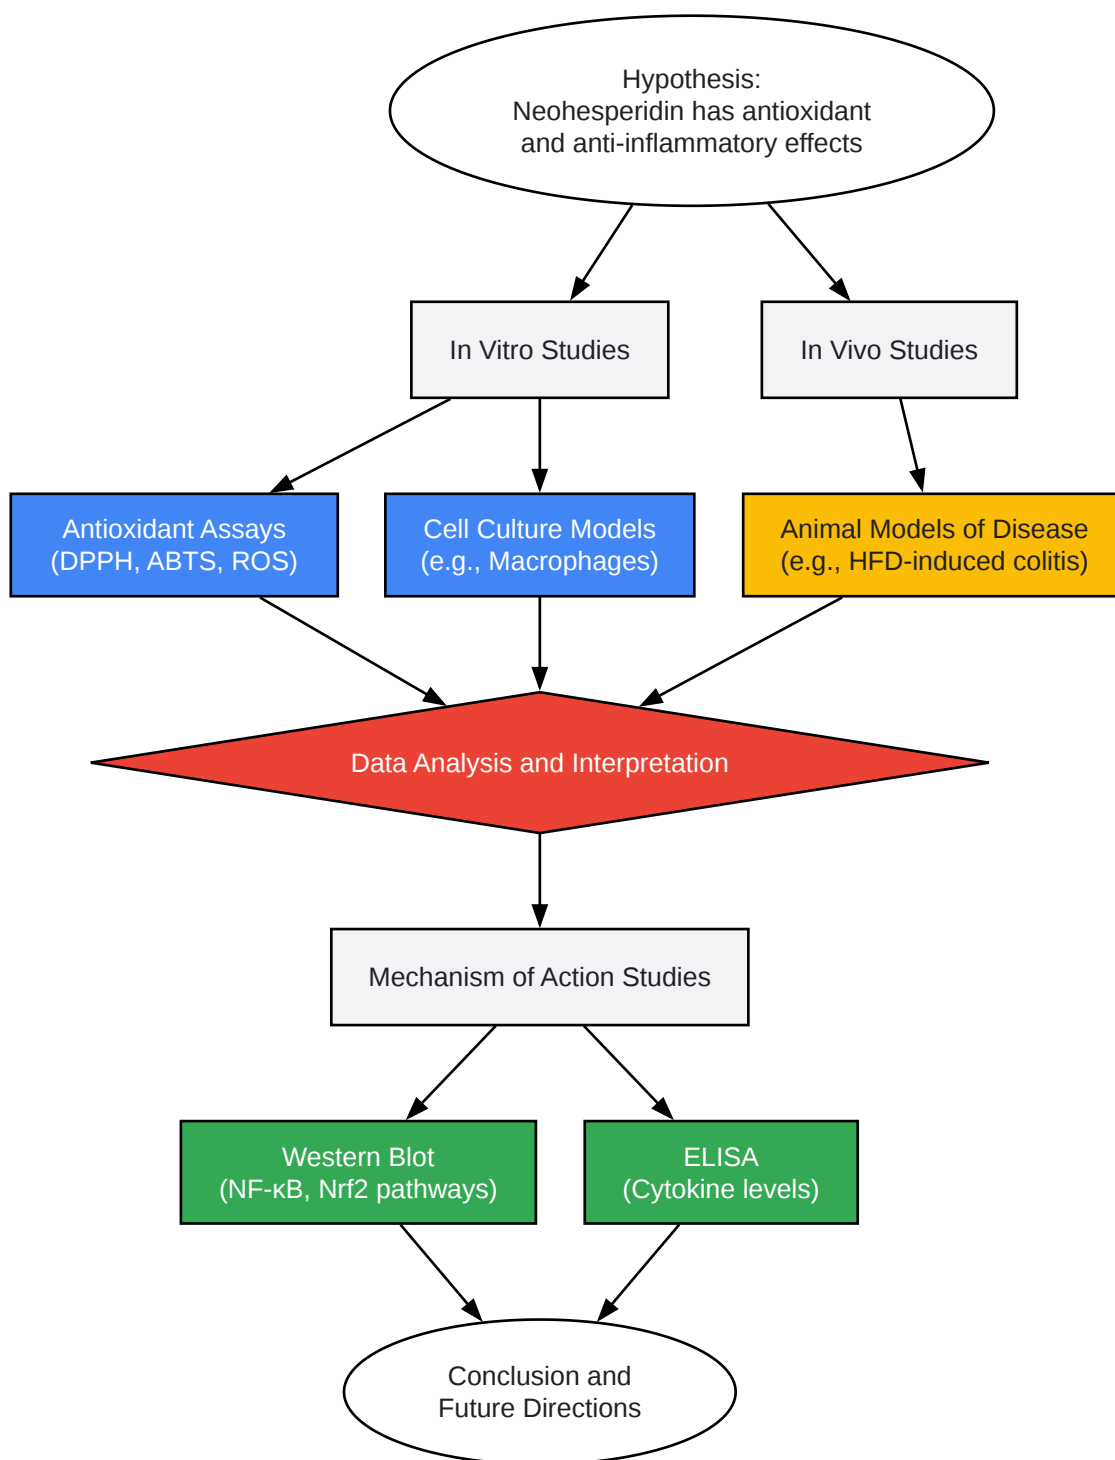 Hypothesis:
Neohesperidin has antioxidant
and anti-inflammatory effects
In Vitro Studies
In Vivo Studies
Antioxidant Assays
(DPPH, ABTS, ROS)
Cell Culture Models
(e.g., Macrophages)
Animal Models of Disease
(e.g., HFD-induced colitis)
Data Analysis and Interpretation
Mechanism of Action Studies
Western Blot
(NF-κB, Nrf2 pathways)
ELISA
(Cytokine levels)
Conclusion and
Future Directions